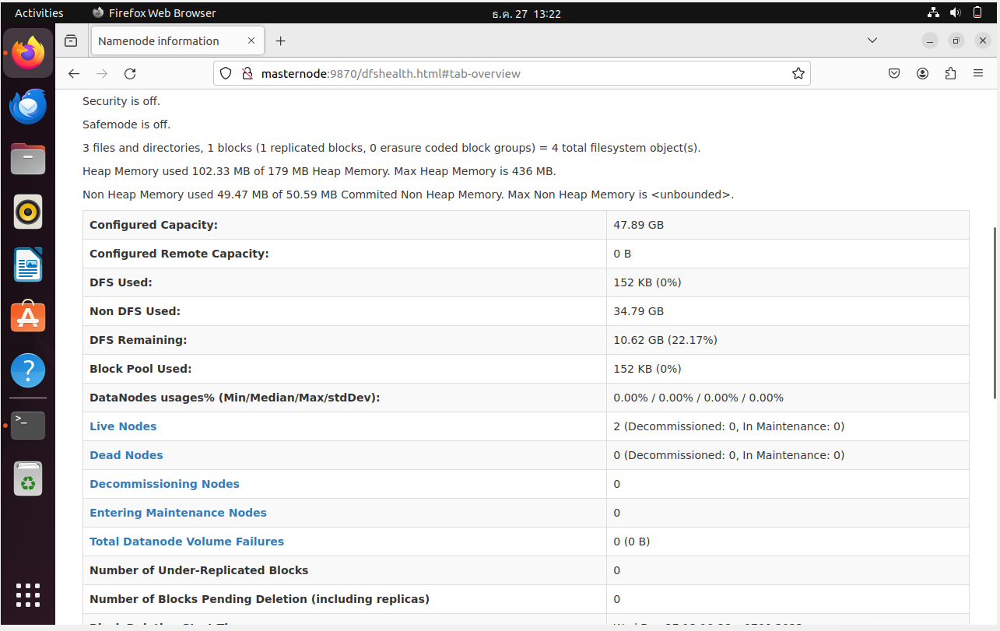 Activities Firefox Web Browser ธ.ค. 27 13:22
Namenode information
masternode:9870/dfshealth.html#tab-overview
Security is off.
Safemode is off.
3 files and directories, 1 blocks (1 replicated blocks, 0 erasure coded block groups) = 4 total filesystem object(s).
Heap Memory used 102.33 MB of 179 MB Heap Memory. Max Heap Memory is 436 MB.
Non Heap Memory used 49.47 MB of 50.59 MB Commited Non Heap Memory. Max Non Heap Memory is <unbounded>.
Configured Capacity: 47.89 GB
Configured Remote Capacity: 0 B
DFS Used: 152 KB (0%)
Non DFS Used: 34.79 GB
DFS Remaining: 10.62 GB (22.17%)
Block Pool Used: 152 KB (0%)
DataNodes usages% (Min/Median/Max/stdDev): 0.00% / 0.00% / 0.00% / 0.00%
Live Nodes 2 (Decommissioned: 0, In Maintenance: 0)
Dead Nodes 0 (Decommissioned: 0, In Maintenance: 0)
Decommissioning Nodes 0
Entering Maintenance Nodes 0
Total Datanode Volume Failures 0 (0 B)
Number of Under-Replicated Blocks 0
Number of Blocks Pending Deletion (including replicas) 0